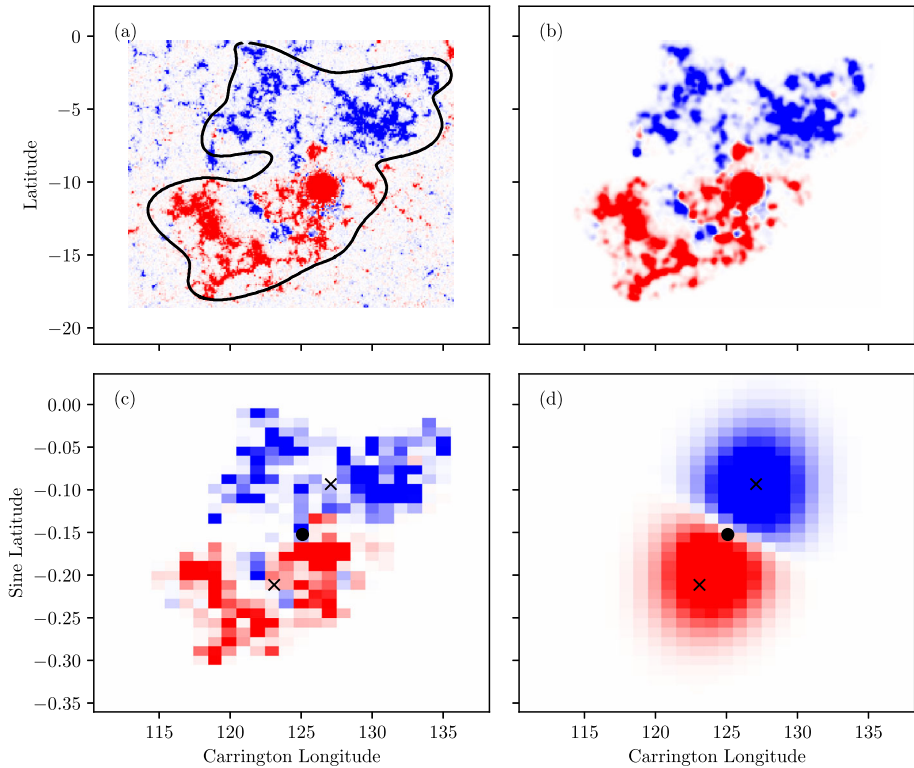 (a)
(b)
0
−5
−10
−15
−20
Latitude
(c)
(d)
0.00
−0.05
−0.10
−0.15
−0.20
−0.25
−0.30
−0.35
Sine Latitude
115 120 125 130 135
115 120 125 130 135
Carrington Longitude
Carrington Longitude